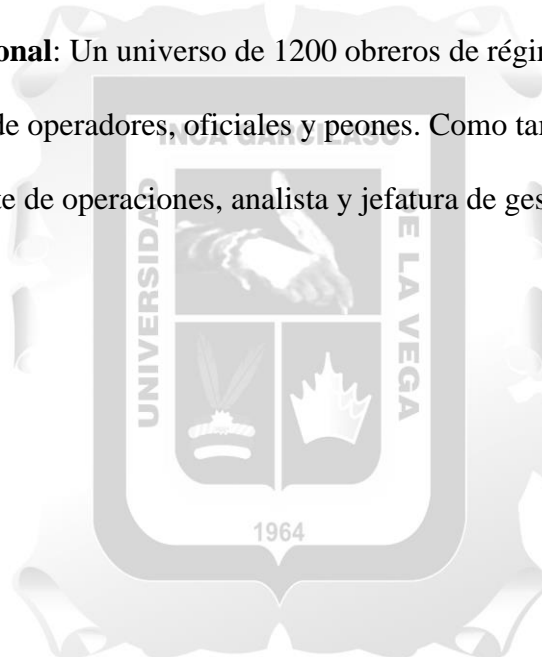 onal: Un universo de 1200 obreros de régim
de operadores, oficiales y peones. Como tan
te de operaciones, analista y jefatura de ges
INCA GARCILASO
UNIVERSIDAD
DE LA VEGA
1964